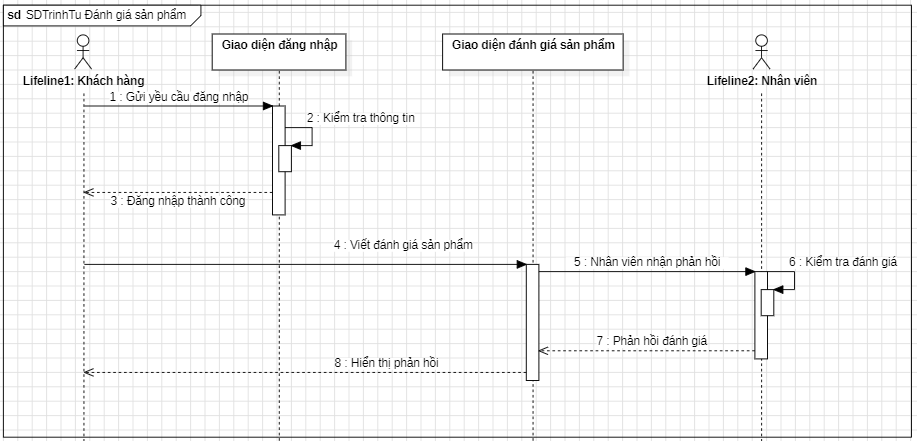 sd SDTrinhTu Đánh giá sản phẩm
Giao diện đăng nhập
Giao diện đánh giá sản phẩm
Lifeline1: Khách hàng
Lifeline2: Nhân viên
1 : Gửi yêu cầu đăng nhập
2 : Kiểm tra thông tin
3 : Đăng nhập thành công
4 : Viết đánh giá sản phẩm
5 : Nhân viên nhận phản hồi
6 : Kiểm tra đánh giá
7 : Phản hồi đánh giá
8 : Hiển thị phản hồi